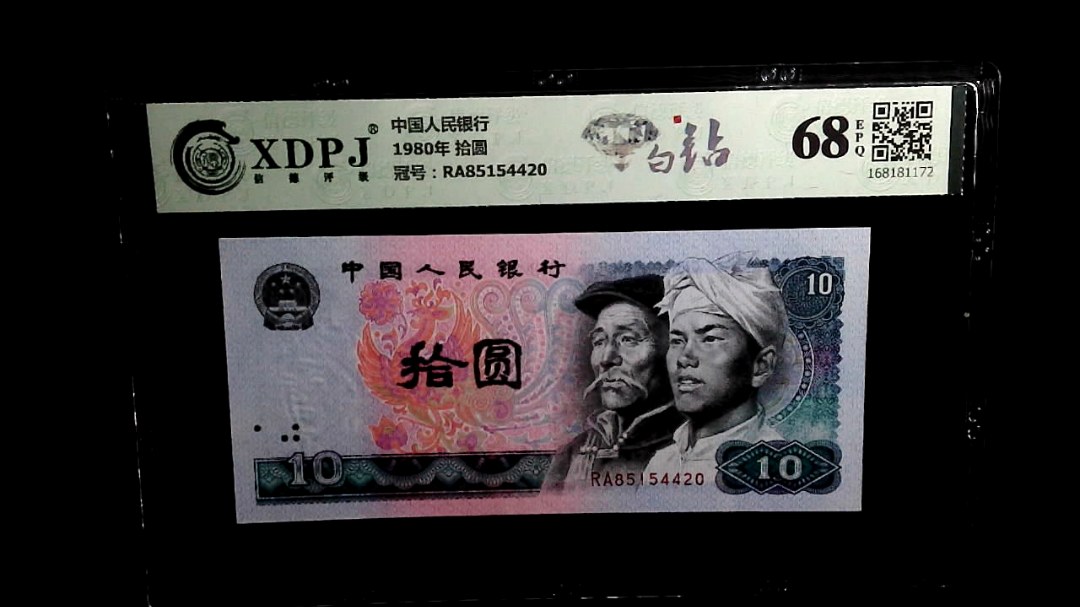 XDPJ®
信德评级
中国人民银行
1980年 拾圆
冠号：RA85154420
白钻
68
EPQ
168181172
中国人民银行
10
拾圆
10
RA85154420
10